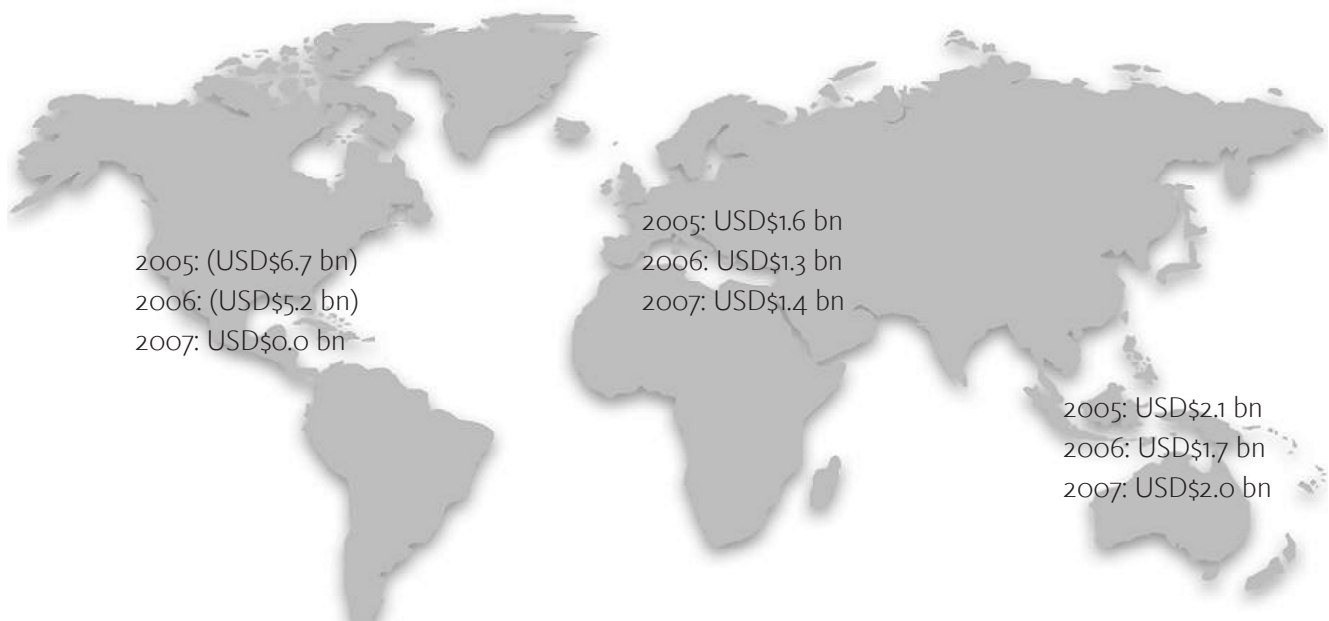 2005: (USD$6.7 bn)
2006: (USD$5.2 bn)
2007: USD$0.0 bn
2005: USD$1.6 bn
2006: USD$1.3 bn
2007: USD$1.4 bn
2005: USD$2.1 bn
2006: USD$1.7 bn
2007: USD$2.0 bn